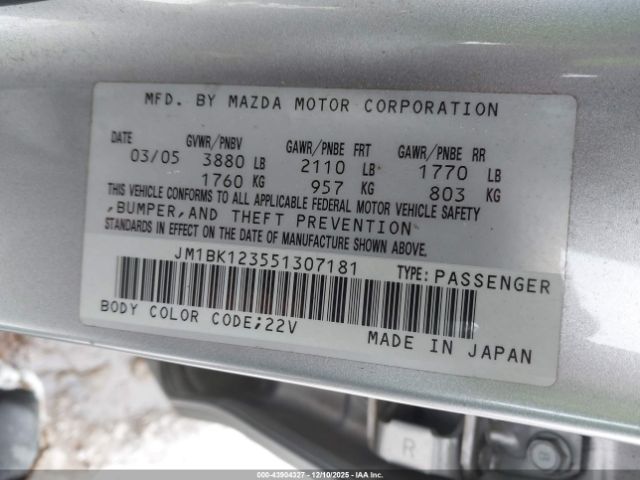 MFD. BY MAZDA MOTOR CORPORATION
DATE GVWR/PNBV GAWR/PNBE FRT GAWR/PNBE RR
03/05 3880 LB 2110 LB 1770 LB
1760 KG 957 KG 803 KG
THIS VEHICLE CONFORMS TO ALL APPLICABLE FEDERAL MOTOR VEHICLE SAFETY
,BUMPER,AND THEFT PREVENTION
STANDARDS IN EFFECT ON THE DATE OF MANUFACTURE SHOWN ABOVE.
JM1BK123551307181 TYPE:PASSENGER
BODY COLOR CODE;22V MADE IN JAPAN
R
000-43904327 - 12/10/2025 - IAAI.COM